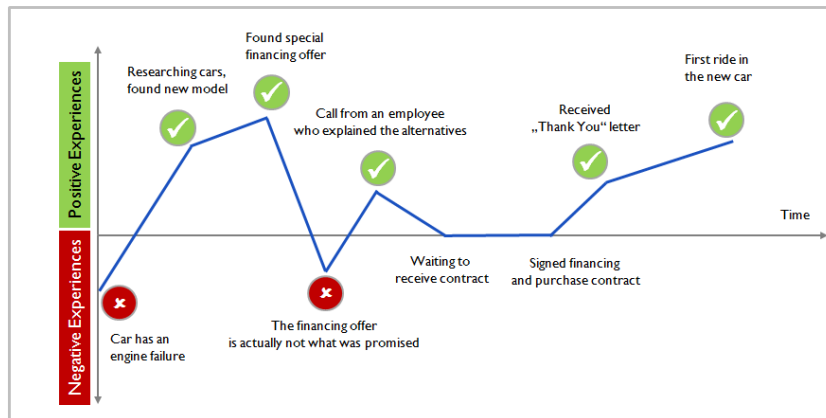 Positive Experiences
Negative Experiences
Car has an
engine failure
Researching cars,
found new model
Found special
financing offer
The financing offer
is actually not what was promised
Call from an employee
who explained the alternatives
Waiting to
receive contract
Signed financing
and purchase contract
Received
„Thank You“ letter
First ride in
the new car
Time